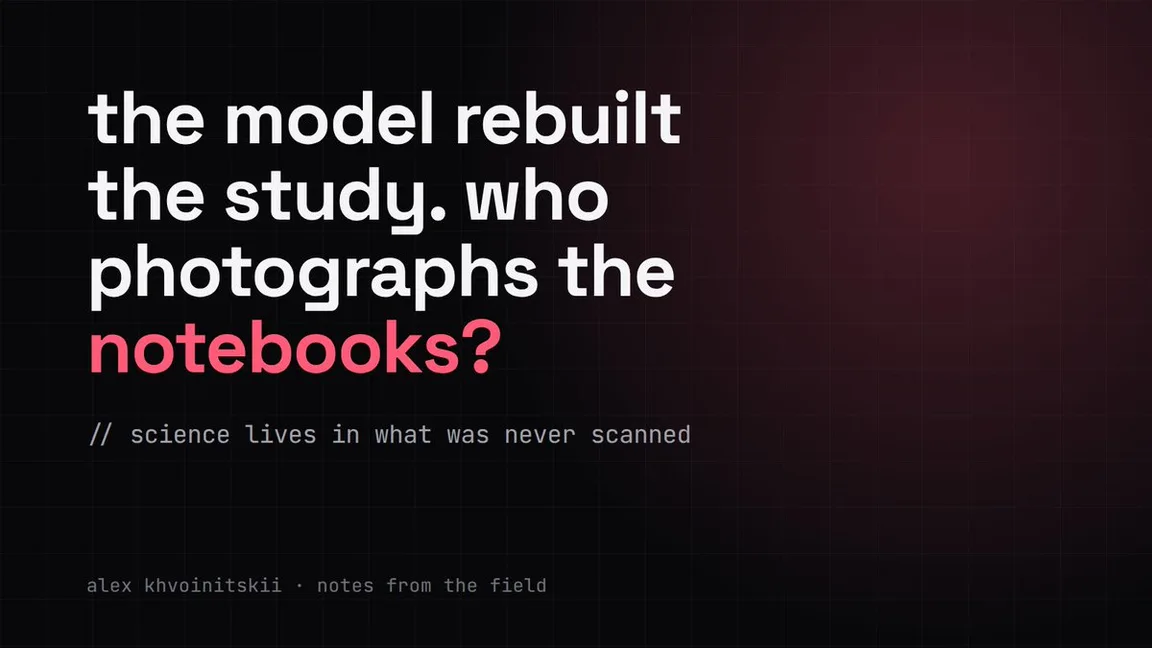 the model rebuilt
the study. who
photographs the
notebooks?
// science lives in what was never scanned
alex khvoinitskii · notes from the field